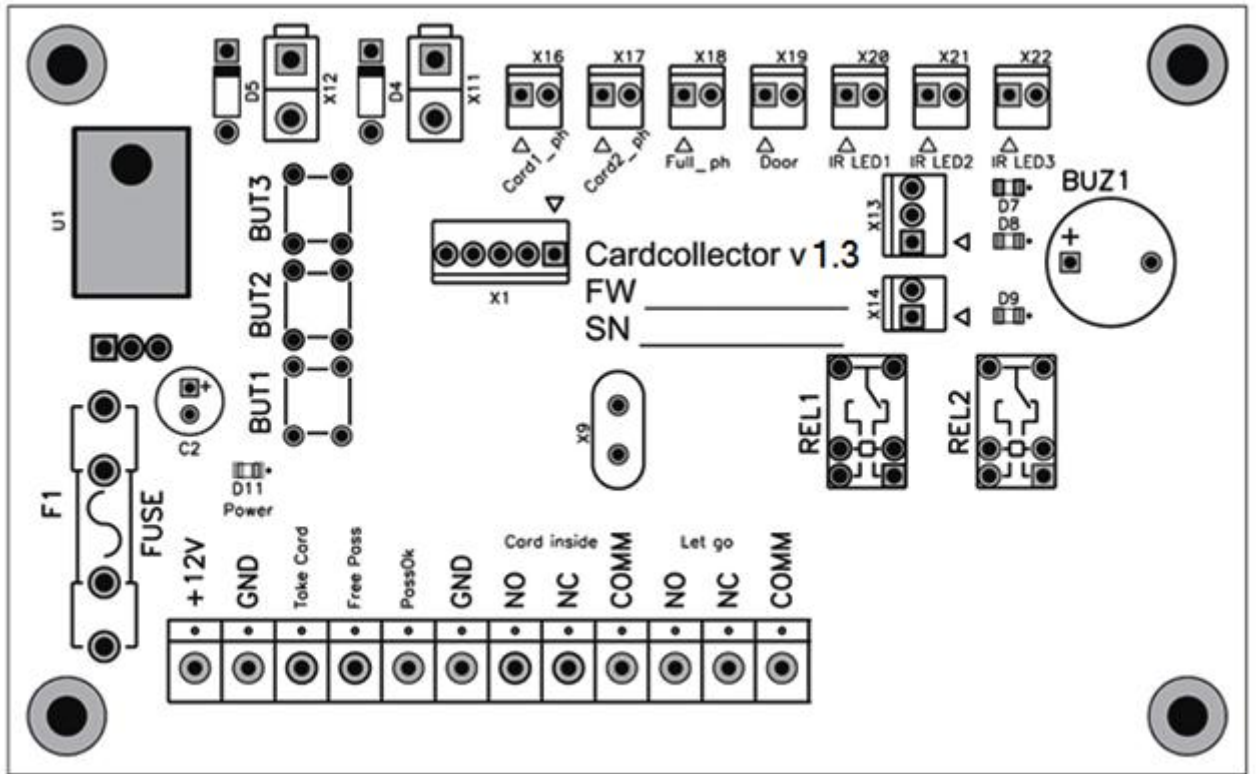 X16 X17 X18 X19 X20 X21 X22
D5 X12 D4 X11
Card1_ph Card2_ph Full_ph Door IR LED1 IR LED2 IR LED3
U1
BUT3
X13
D7
D8
BUZ1
+
X1
Cardcollector v 1.3
FW
SN
BUT2
X14
D9
BUT1
C2
+
X9
REL1
REL2
D11
Power
F1
FUSE
Card inside Let go
+12V GND Take Card Free Pass PassOk GND NO NC COMM NO NC COMM